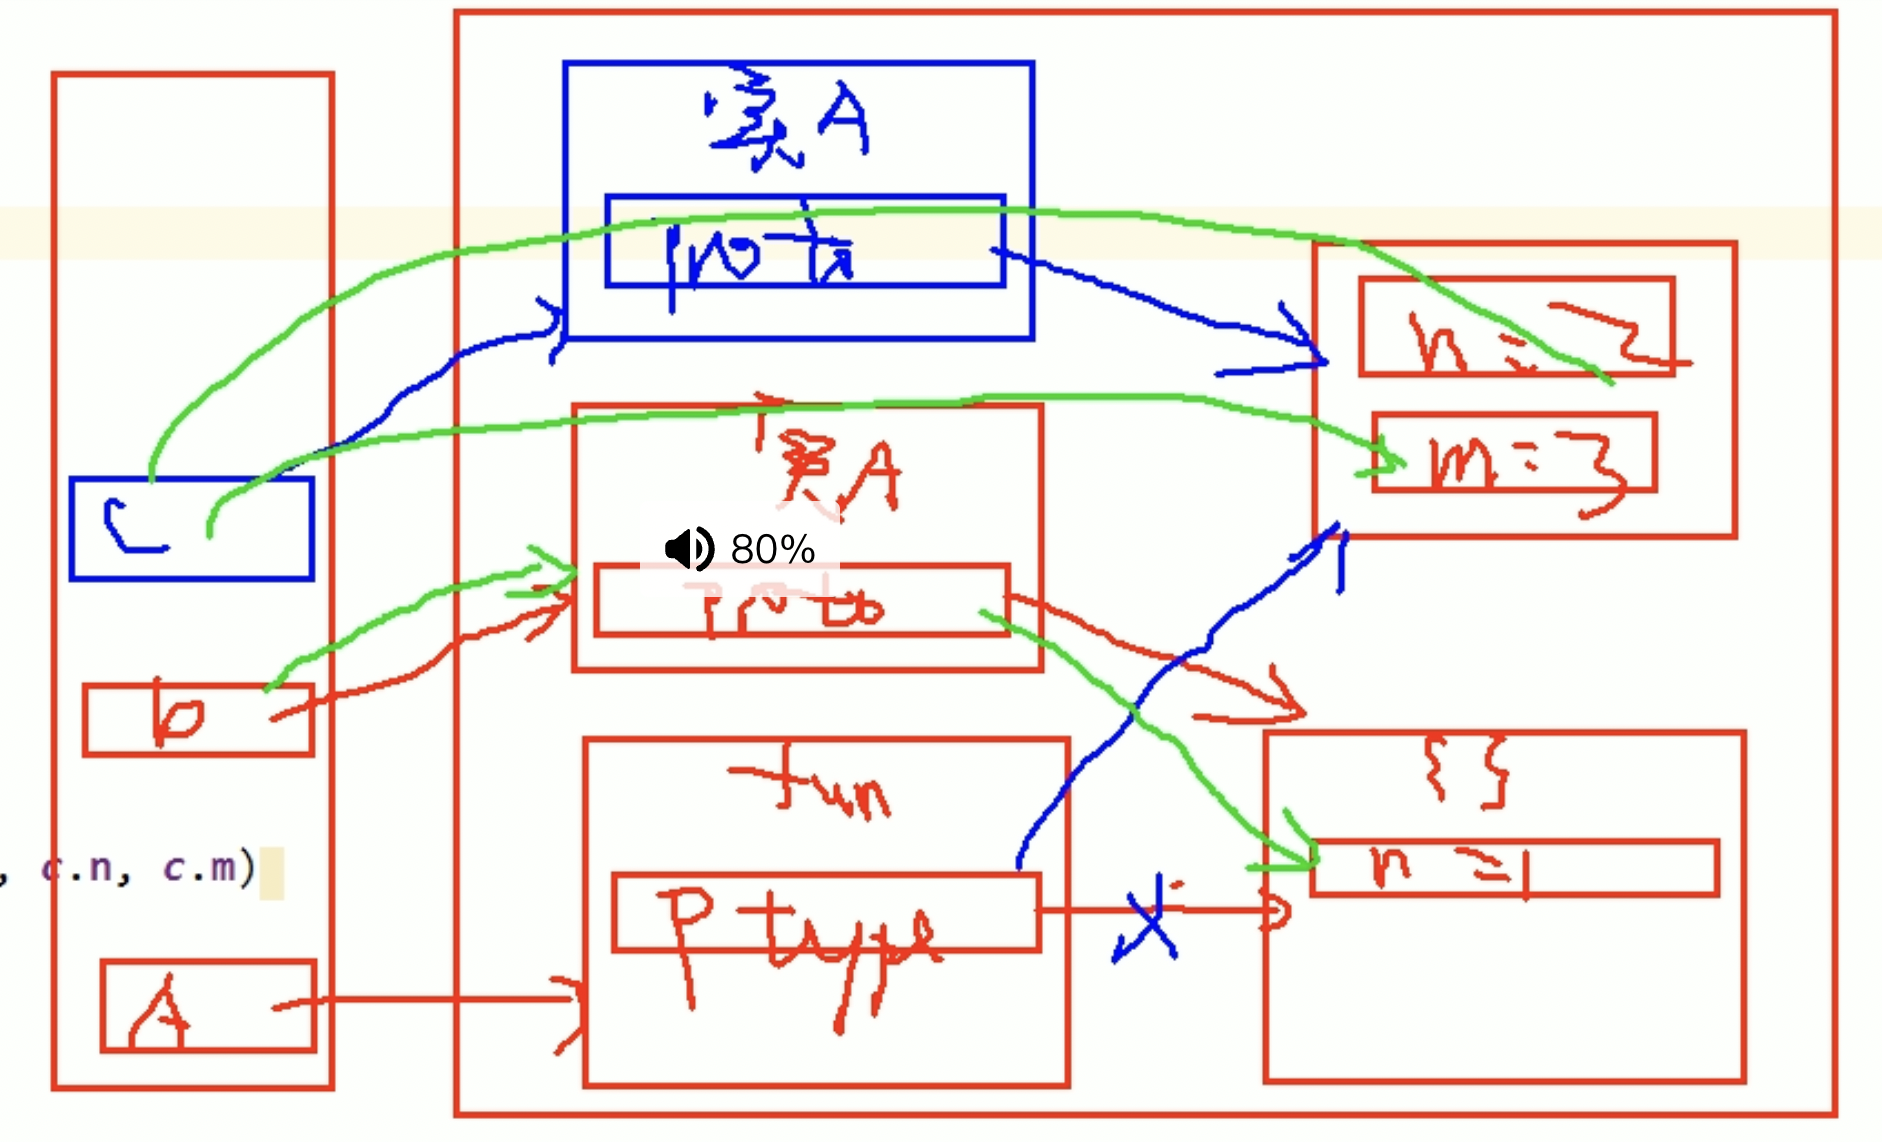 实A
proto
n = 2
实A
m = 3
C
80%
proto
b
fun
{ }
, c.n, c.m)
n = 1
Ptype
A